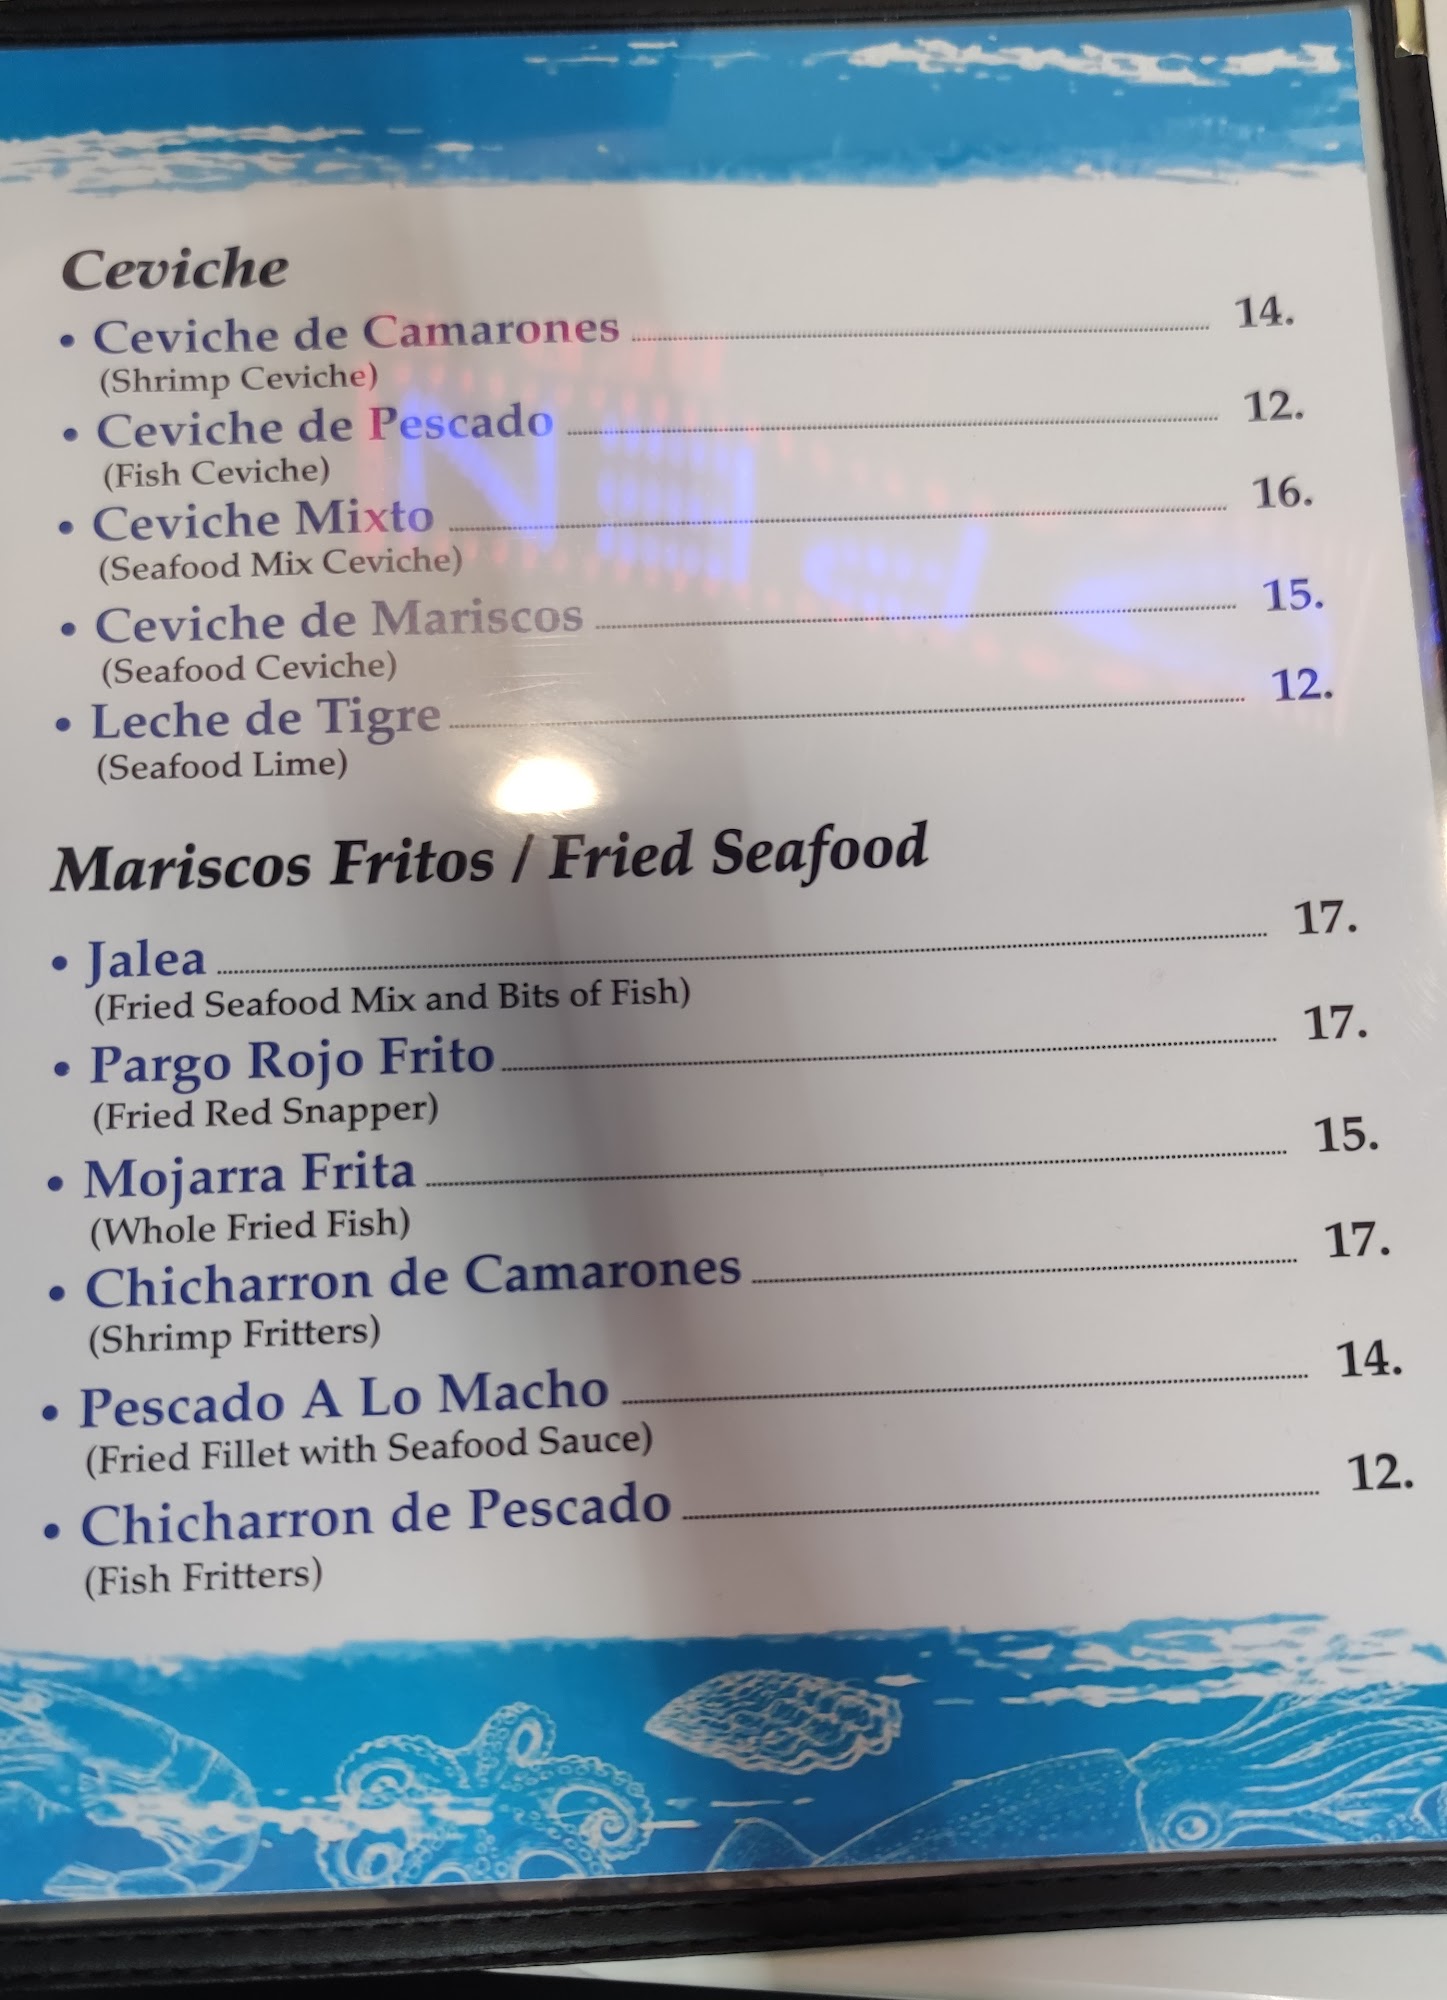 Ceviche
• Ceviche de Camarones 14.
(Shrimp Ceviche)
• Ceviche de Pescado 12.
(Fish Ceviche)
• Ceviche Mixto 16.
(Seafood Mix Ceviche)
• Ceviche de Mariscos 15.
(Seafood Ceviche)
• Leche de Tigre 12.
(Seafood Lime)
Mariscos Fritos / Fried Seafood
• Jalea 17.
(Fried Seafood Mix and Bits of Fish)
• Pargo Rojo Frito 17.
(Fried Red Snapper)
• Mojarra Frita 15.
(Whole Fried Fish)
• Chicharron de Camarones 17.
(Shrimp Fritters)
• Pescado A Lo Macho 14.
(Fried Fillet with Seafood Sauce)
• Chicharron de Pescado 12.
(Fish Fritters)